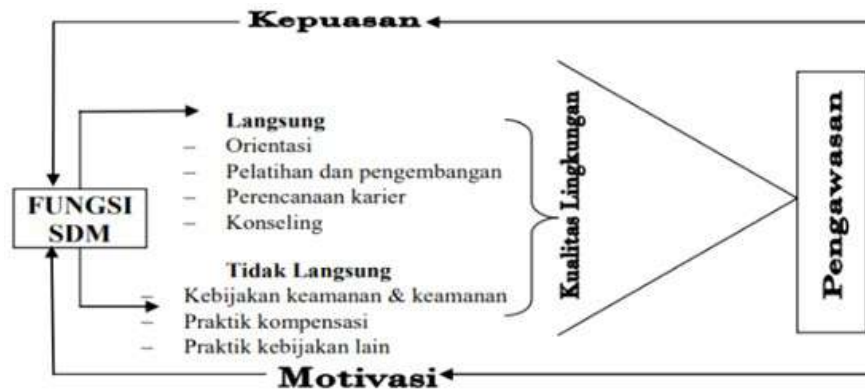 Kepuasan
Langsung
– Orientasi
– Pelatihan dan pengembangan
– Perencanaan karier
– Konseling
FUNGSI
SDM
Tidak Langsung
– Kebijakan keamanan & keamanan
– Praktik kompensasi
– Praktik kebijakan lain
Kualitas Lingkungan
Pengawasan
Motivasi